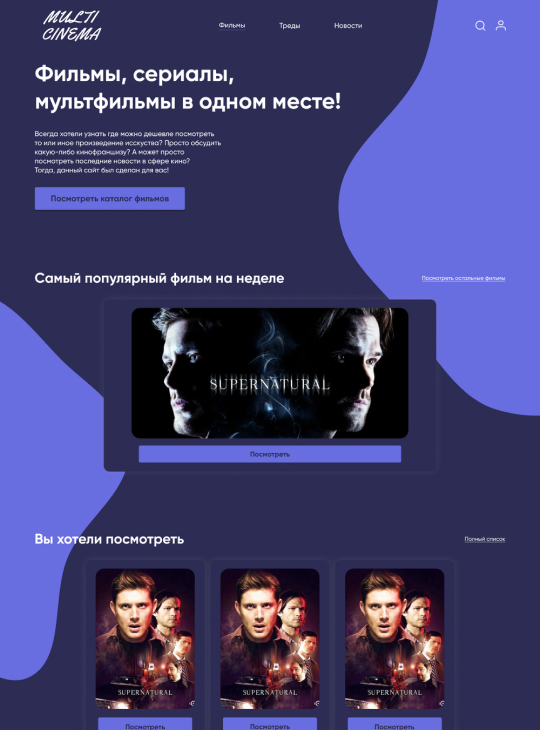 MULTI
CINEMA
Фильмы
Треды
Новости
Фильмы, сериалы,
мультфильмы в одном месте!
Всегда хотели узнать где можно дешевле посмотреть
то или иное произведение исскуства? Просто обсудить
какую-либо кинофраншизу? А может просто
посмотреть последние новости в сфере кино?
Тогда, данный сайт был сделан для вас!
Посмотреть каталог фильмов
Самый популярный фильм на неделе
Посмотреть остальные фильмы
SUPERNATURAL
Посмотреть
Вы хотели посмотреть
Полный список
SUPERNATURAL
SUPERNATURAL
SUPERNATURAL
Посмотреть
Посмотреть
Посмотреть